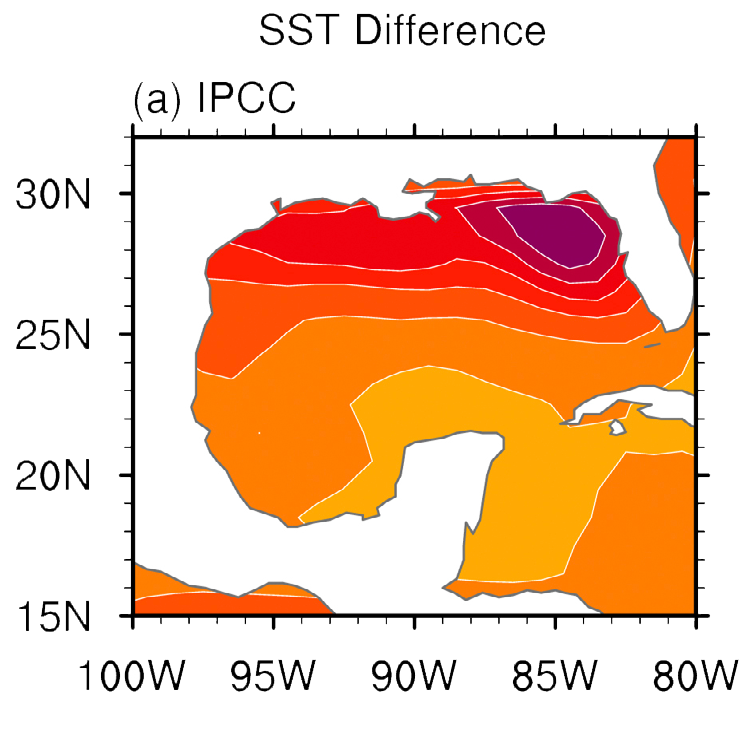 SST Difference
(a) IPCC
30N
25N
20N
15N
100W 95W 90W 85W 80W